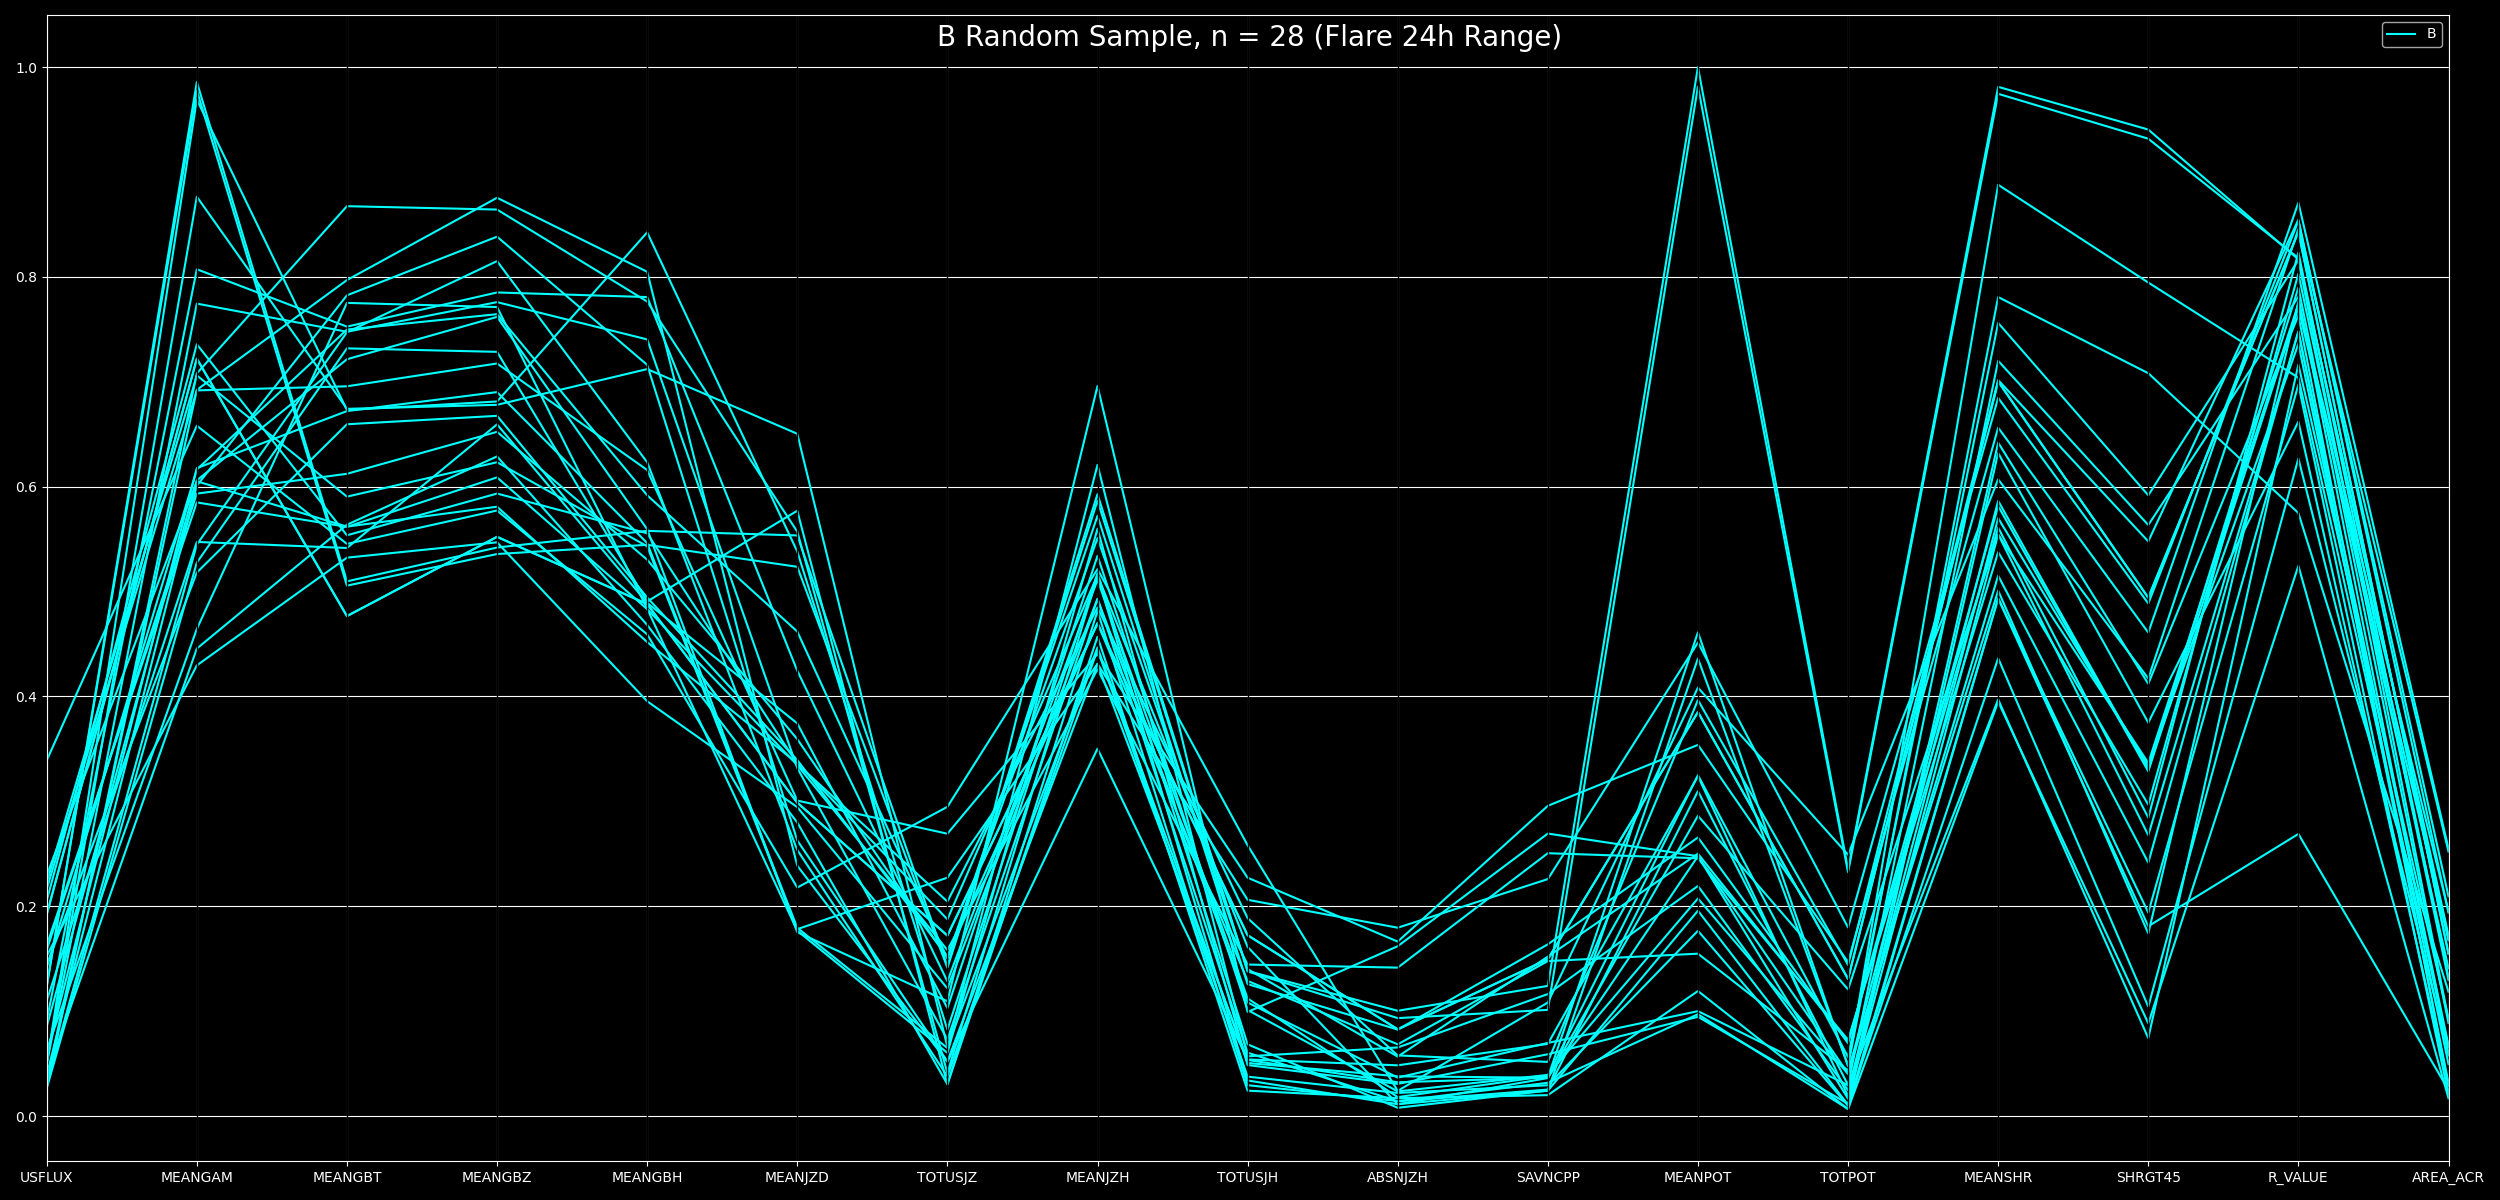 B Random Sample, n = 28 (Flare 24h Range)
B
1.0
0.8
0.6
0.4
0.2
0.0
USFLUX MEANGAM MEANGBT MEANGBZ MEANGBH MEANJZD TOTUSJZ MEANJZH TOTUSJH ABSNJZH SAVNCPP MEANPOT TOTPOT MEANSHR SHRGT45 R_VALUE AREA_ACR